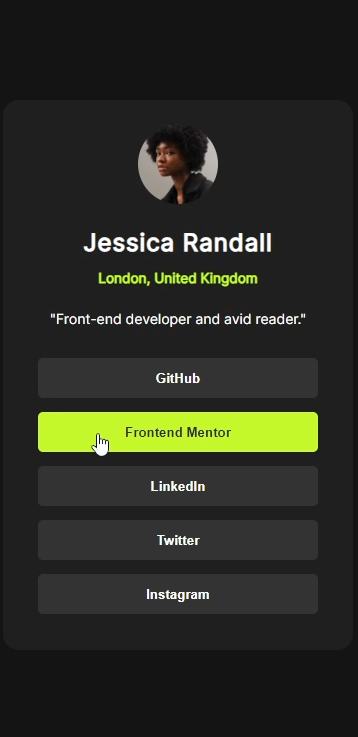 Jessica Randall
London, United Kingdom
"Front-end developer and avid reader."
GitHub
Frontend Mentor
LinkedIn
Twitter
Instagram